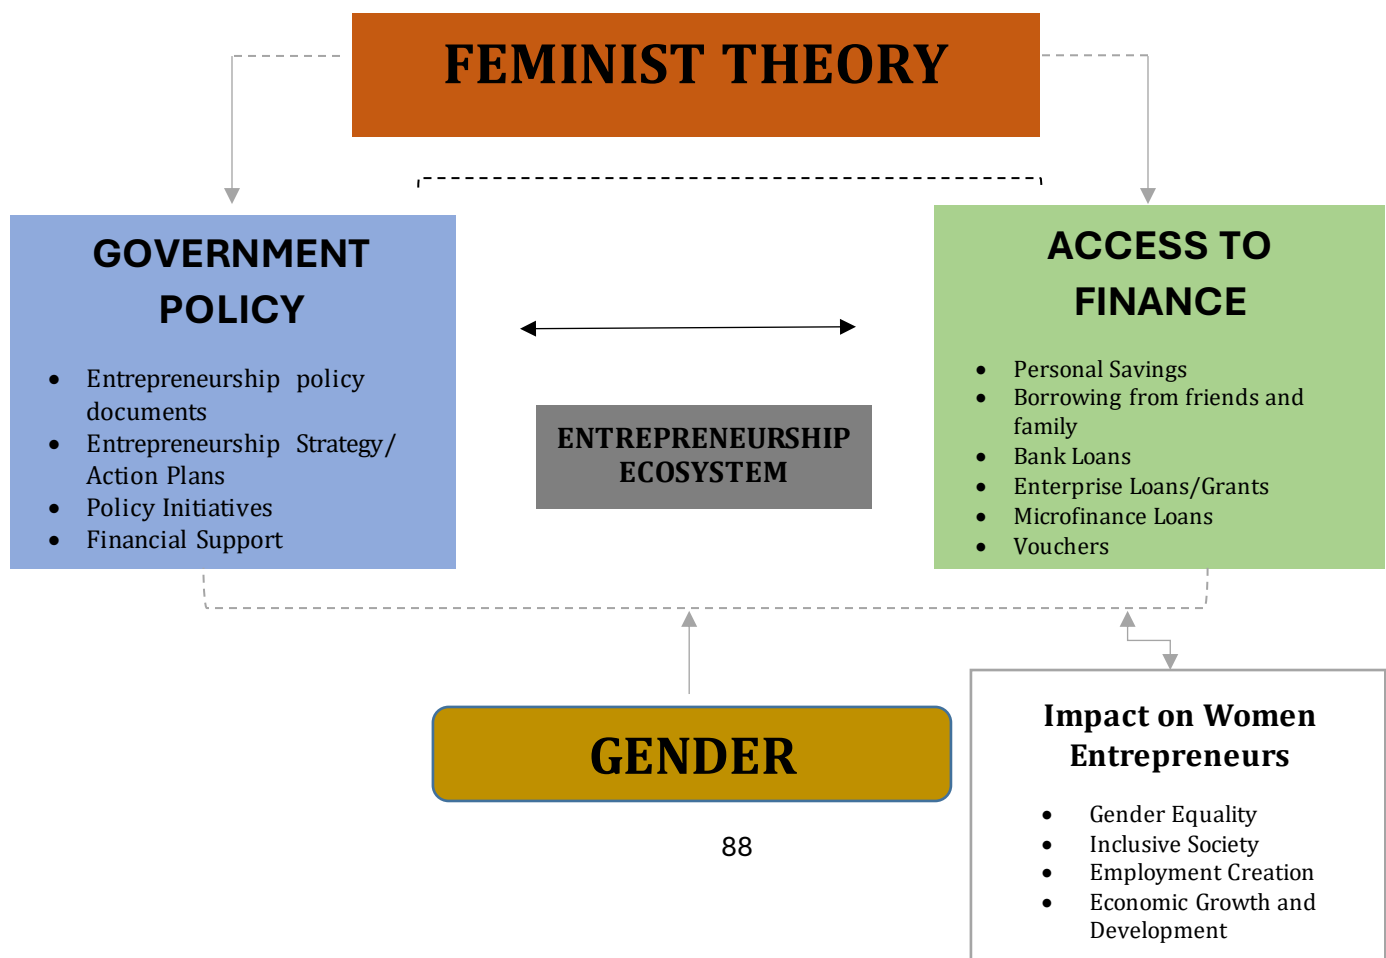 FEMINIST THEORY
GOVERNMENT
POLICY
• Entrepreneurship policy
documents
• Entrepreneurship Strategy/
Action Plans
• Policy Initiatives
• Financial Support
ENTREPRENEURSHIP
ECOSYSTEM
ACCESS TO
FINANCE
• Personal Savings
• Borrowing from friends and
family
• Bank Loans
• Enterprise Loans/Grants
• Microfinance Loans
• Vouchers
GENDER
88
Impact on Women
Entrepreneurs
• Gender Equality
• Inclusive Society
• Employment Creation
• Economic Growth and
Development